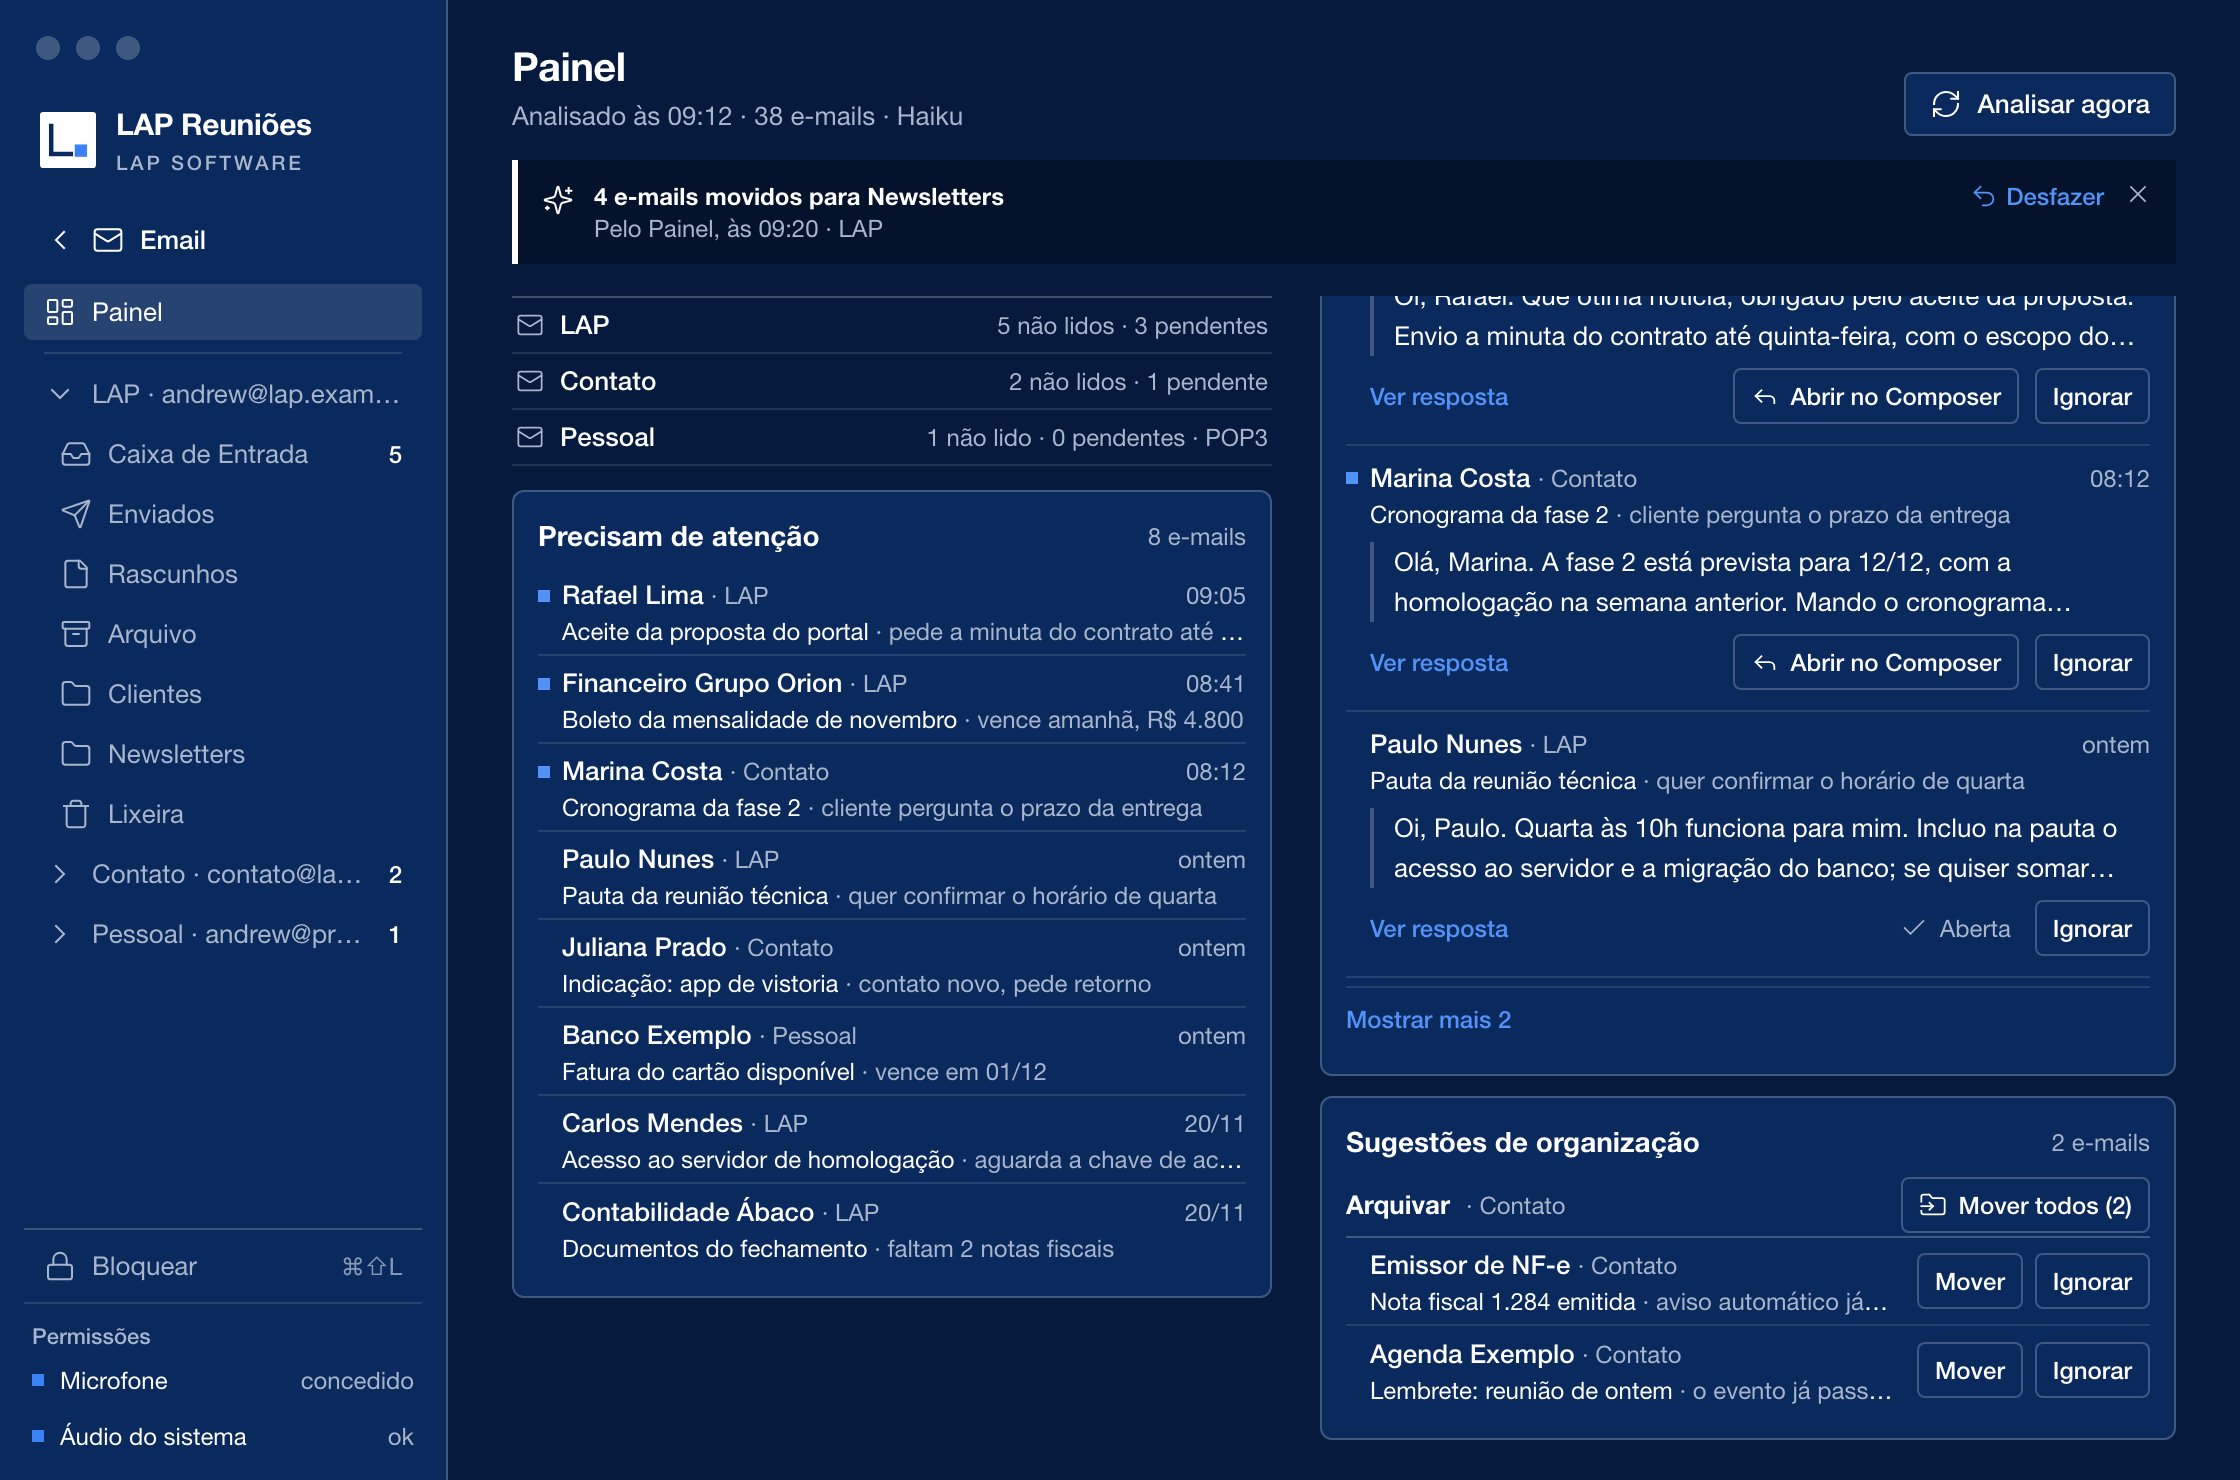 LAP Reuniões
LAP SOFTWARE
Email
Painel
LAP · andrew@lap.exam…
Caixa de Entrada 5
Enviados
Rascunhos
Arquivo
Clientes
Newsletters
Lixeira
Contato · contato@la… 2
Pessoal · andrew@pr… 1
Bloquear ⌘⇧L
Permissões
Microfone concedido
Áudio do sistema ok
Painel
Analisado às 09:12 · 38 e-mails · Haiku
Analisar agora
4 e-mails movidos para Newsletters
Pelo Painel, às 09:20 · LAP
Desfazer
LAP 5 não lidos · 3 pendentes
Contato 2 não lidos · 1 pendente
Pessoal 1 não lido · 0 pendentes · POP3
Precisam de atenção 8 e-mails
Rafael Lima · LAP 09:05
Aceite da proposta do portal · pede a minuta do contrato até …
Financeiro Grupo Orion · LAP 08:41
Boleto da mensalidade de novembro · vence amanhã, R$ 4.800
Marina Costa · Contato 08:12
Cronograma da fase 2 · cliente pergunta o prazo da entrega
Paulo Nunes · LAP ontem
Pauta da reunião técnica · quer confirmar o horário de quarta
Juliana Prado · Contato ontem
Indicação: app de vistoria · contato novo, pede retorno
Banco Exemplo · Pessoal ontem
Fatura do cartão disponível · vence em 01/12
Carlos Mendes · LAP 20/11
Acesso ao servidor de homologação · aguarda a chave de ac…
Contabilidade Ábaco · LAP 20/11
Documentos do fechamento · faltam 2 notas fiscais
Oi, Rafael. Que ótima notícia, obrigado pelo aceite da proposta.
Envio a minuta do contrato até quinta-feira, com o escopo do…
Ver resposta Abrir no Composer Ignorar
Marina Costa · Contato 08:12
Cronograma da fase 2 · cliente pergunta o prazo da entrega
Olá, Marina. A fase 2 está prevista para 12/12, com a
homologação na semana anterior. Mando o cronograma…
Ver resposta Abrir no Composer Ignorar
Paulo Nunes · LAP ontem
Pauta da reunião técnica · quer confirmar o horário de quarta
Oi, Paulo. Quarta às 10h funciona para mim. Incluo na pauta o
acesso ao servidor e a migração do banco; se quiser somar…
Ver resposta Aberta Ignorar
Mostrar mais 2
Sugestões de organização 2 e-mails
Arquivar · Contato Mover todos (2)
Emissor de NF-e · Contato
Nota fiscal 1.284 emitida · aviso automático já…
Mover Ignorar
Agenda Exemplo · Contato
Lembrete: reunião de ontem · o evento já pass…
Mover Ignorar